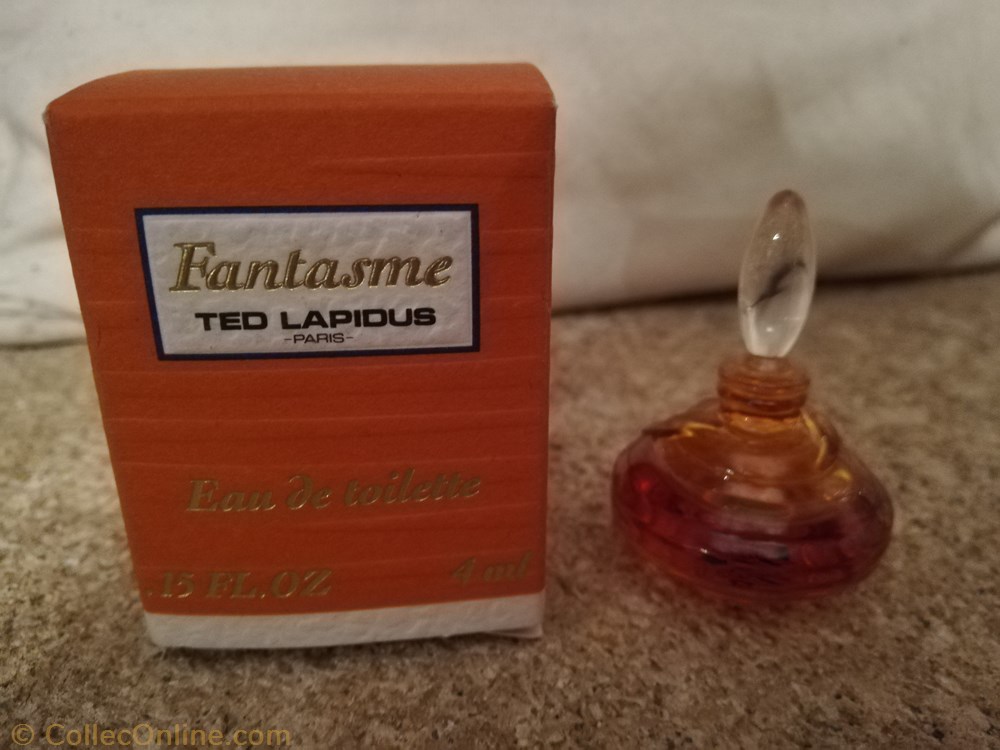 Fantasme
TED LAPIDUS
-PARIS-
Eau de toilette
.15 FL.OZ 4 ml
© CollecOnline.com